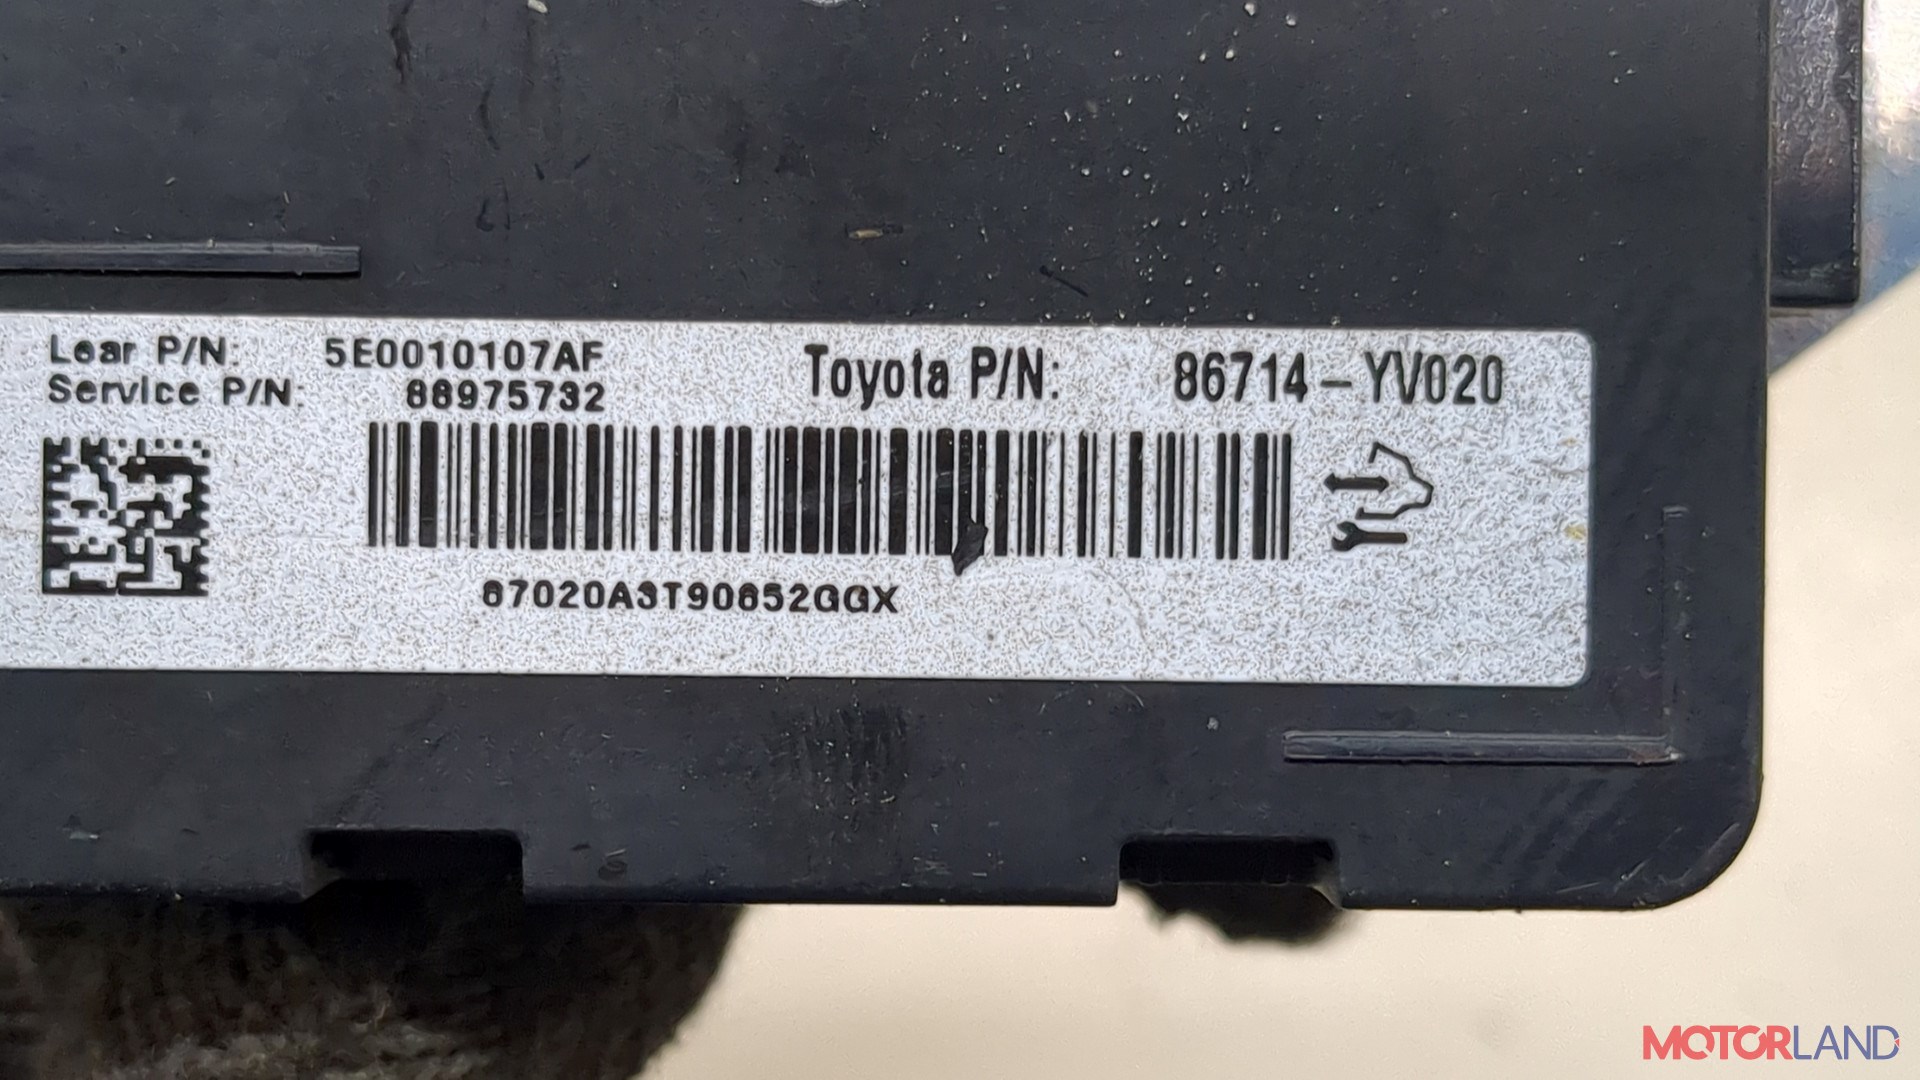 Lear P/N: 5E0010107AF
Service P/N: 88975732
Toyota P/N: 86714-YV020
87020A3T90652GGX
MOTORLAND